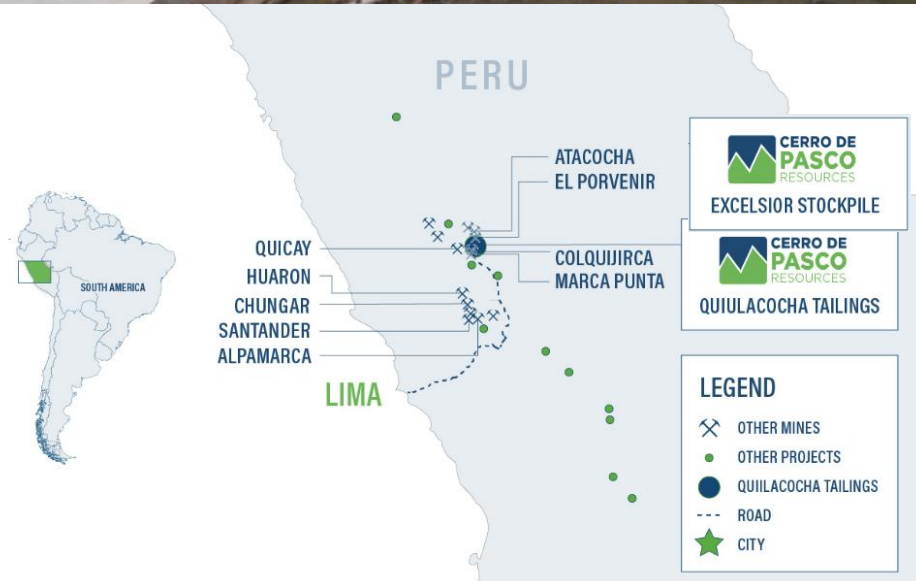 PERU
ATACOCHA
EL PORVENIR
CERRO DE
PASCO
RESOURCES
EXCELSIOR STOCKPILE
QUICAY
HUARON
CHUNGAR
SANTANDER
ALPAMARCA
COLQUIJIRCA
MARCA PUNTA
CERRO DE
PASCO
RESOURCES
QUIULACOCHA TAILINGS
SOUTH AMERICA
LIMA
LEGEND
OTHER MINES
OTHER PROJECTS
QUIILACOCHA TAILINGS
ROAD
CITY